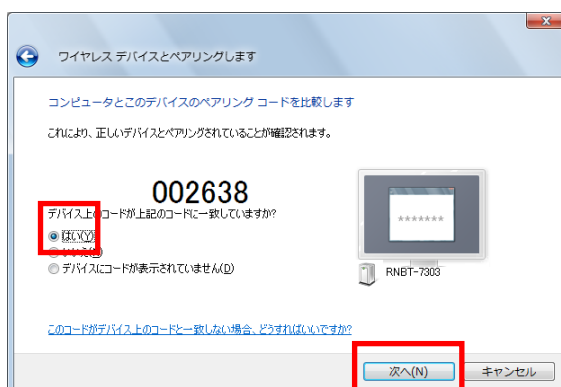 ワイヤレス デバイスとペアリングします
コンピュータとこのデバイスのペアリング コードを比較します
これにより、正しいデバイスとペアリングされていることが確認されます。
002638
デバイス上のコードが上記のコードに一致していますか?
はい(Y)
いいえ(N)
デバイスにコードが表示されていません(D)
*******
RNBT-7303
このコードがデバイス上のコードと一致しない場合、どうすればいいですか?
次へ(N)
キャンセル